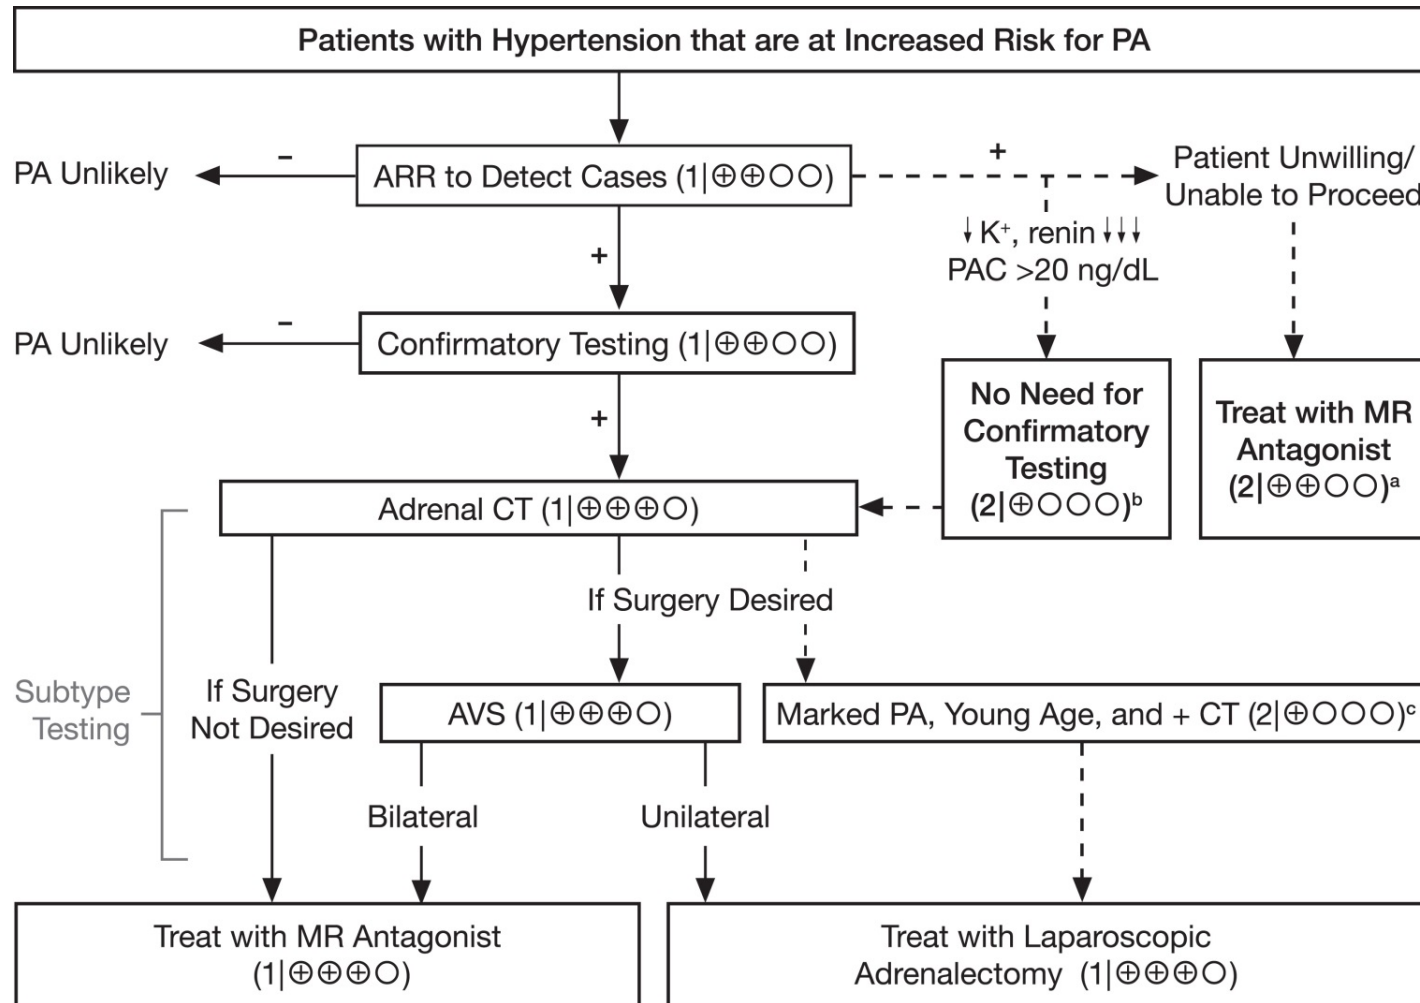 Patients with Hypertension that are at Increased Risk for PA
PA Unlikely
−
ARR to Detect Cases (1|⊕⊕○○)
+
Patient Unwilling/
Unable to Proceed
↓K⁺, renin ↓↓↓
PAC >20 ng/dL
+
PA Unlikely
−
Confirmatory Testing (1|⊕⊕○○)
+
No Need for
Confirmatory
Testing
(2|⊕○○○)ᵇ
Treat with MR
Antagonist
(2|⊕⊕○○)ᵃ
Adrenal CT (1|⊕⊕⊕○)
If Surgery Desired
Subtype
Testing
If Surgery
Not Desired
AVS (1|⊕⊕⊕○)
Marked PA, Young Age, and + CT (2|⊕○○○)ᶜ
Bilateral
Unilateral
Treat with MR Antagonist
(1|⊕⊕⊕○)
Treat with Laparoscopic
Adrenalectomy (1|⊕⊕⊕○)